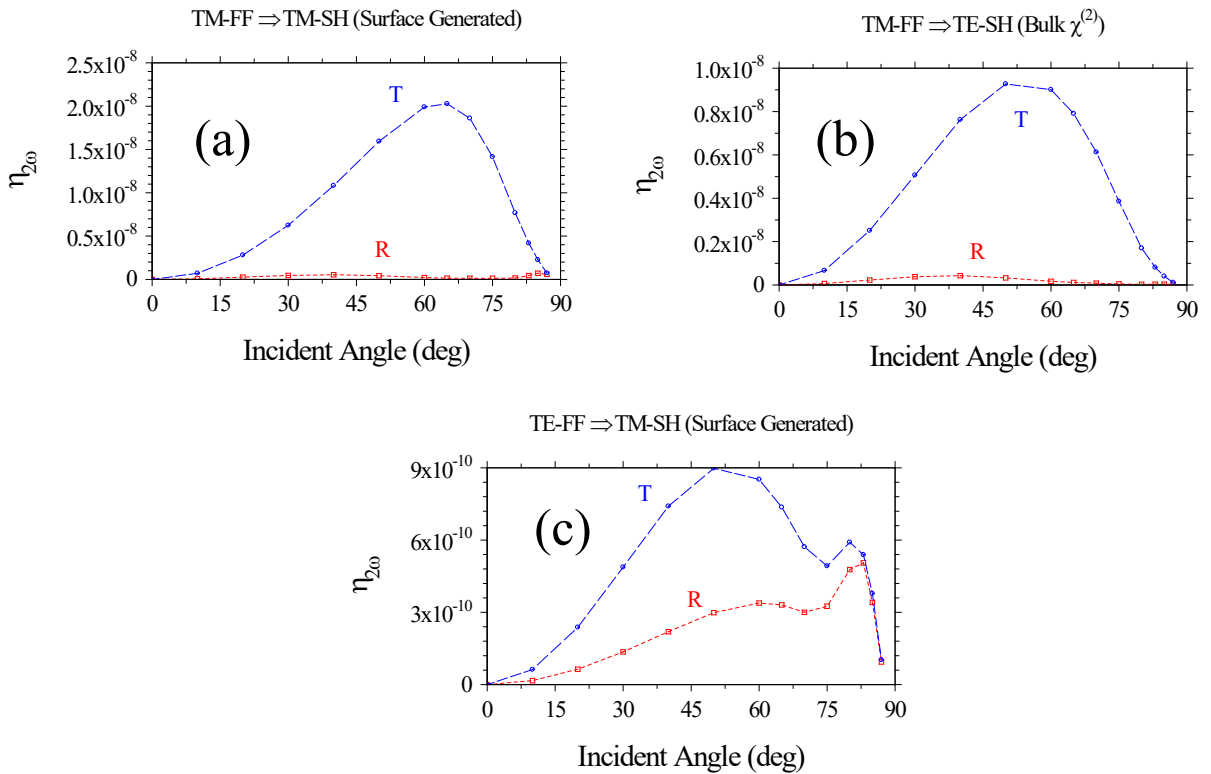 TM-FF ⇒ TM-SH (Surface Generated)
2.5x10⁻⁸
2.0x10⁻⁸
1.5x10⁻⁸
1.0x10⁻⁸
0.5x10⁻⁸
0
η2ω
(a)
T
R
0 15 30 45 60 75 90
Incident Angle (deg)
TM-FF ⇒ TE-SH (Bulk χ⁽²⁾)
1.0x10⁻⁸
0.8x10⁻⁸
0.6x10⁻⁸
0.4x10⁻⁸
0.2x10⁻⁸
0
η2ω
(b)
T
R
0 15 30 45 60 75 90
Incident Angle (deg)
TE-FF ⇒ TM-SH (Surface Generated)
9x10⁻¹⁰
6x10⁻¹⁰
3x10⁻¹⁰
0
η2ω
(c)
T
R
0 15 30 45 60 75 90
Incident Angle (deg)